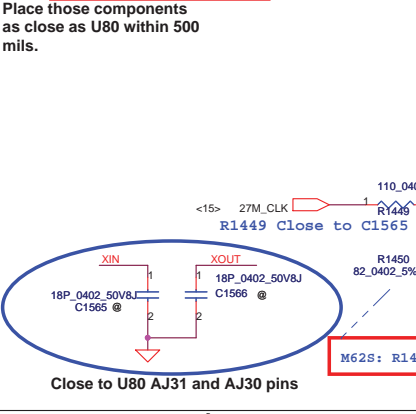 Place those components
as close as U80 within 500
mils.
110_040
<15> 27M_CLK
1
R1449
R1449 Close to C1565
XIN
XOUT
R1450
82_0402_5%
1
1
18P_0402_50V8J
18P_0402_50V8J
C1565 @
C1566 @
2
2
M62S: R14
Close to U80 AJ31 and AJ30 pins